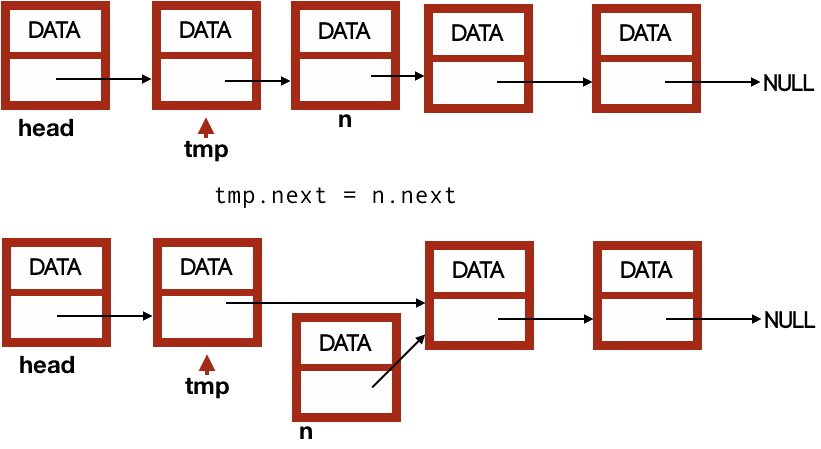 DATA DATA DATA DATA DATA
NULL
head
n
tmp
tmp.next = n.next
DATA DATA DATA DATA
NULL
DATA
head
tmp
n